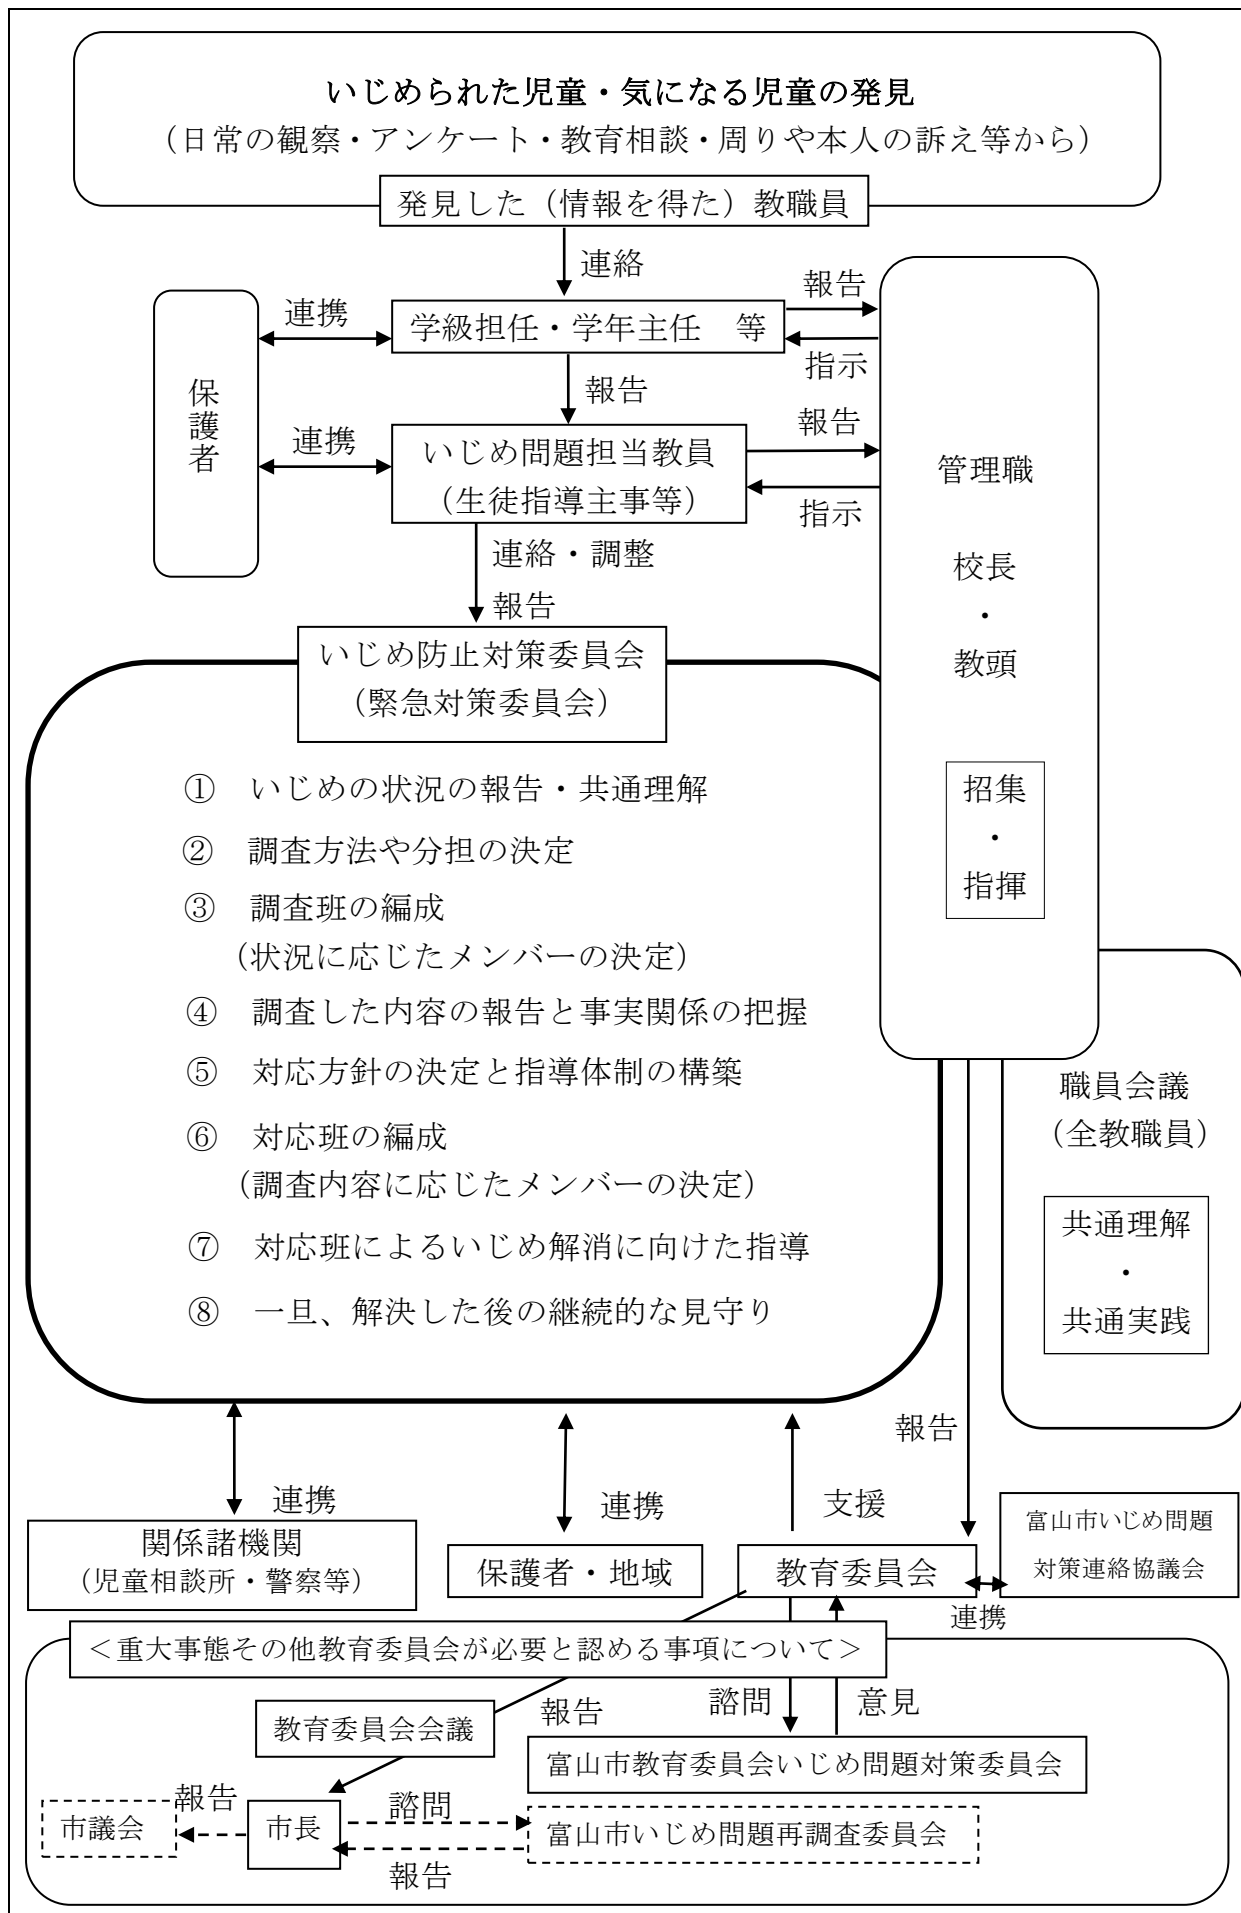 いじめられた児童・気になる児童の発見
（日常の観察・アンケート・教育相談・周りや本人の訴え等から）
発見した（情報を得た）教職員
連絡
報告
連携
学級担任・学年主任　等
指示
保護者
報告
報告
連携
いじめ問題担当教員
（生徒指導主事等）
指示
管理職
校長
・
教頭
招集
・
指揮
連絡・調整
報告
いじめ防止対策委員会
（緊急対策委員会）
①　いじめの状況の報告・共通理解
②　調査方法や分担の決定
③　調査班の編成
（状況に応じたメンバーの決定）
④　調査した内容の報告と事実関係の把握
⑤　対応方針の決定と指導体制の構築
⑥　対応班の編成
（調査内容に応じたメンバーの決定）
⑦　対応班によるいじめ解消に向けた指導
⑧　一旦、解決した後の継続的な見守り
職員会議
（全教職員）
共通理解
・
共通実践
報告
連携
連携
支援
関係諸機関
（児童相談所・警察等）
保護者・地域
教育委員会
富山市いじめ問題
対策連絡協議会
連携
＜重大事態その他教育委員会が必要と認める事項について＞
報告
諮問
意見
教育委員会会議
富山市教育委員会いじめ問題対策委員会
報告
諮問
市議会
市長
富山市いじめ問題再調査委員会
報告